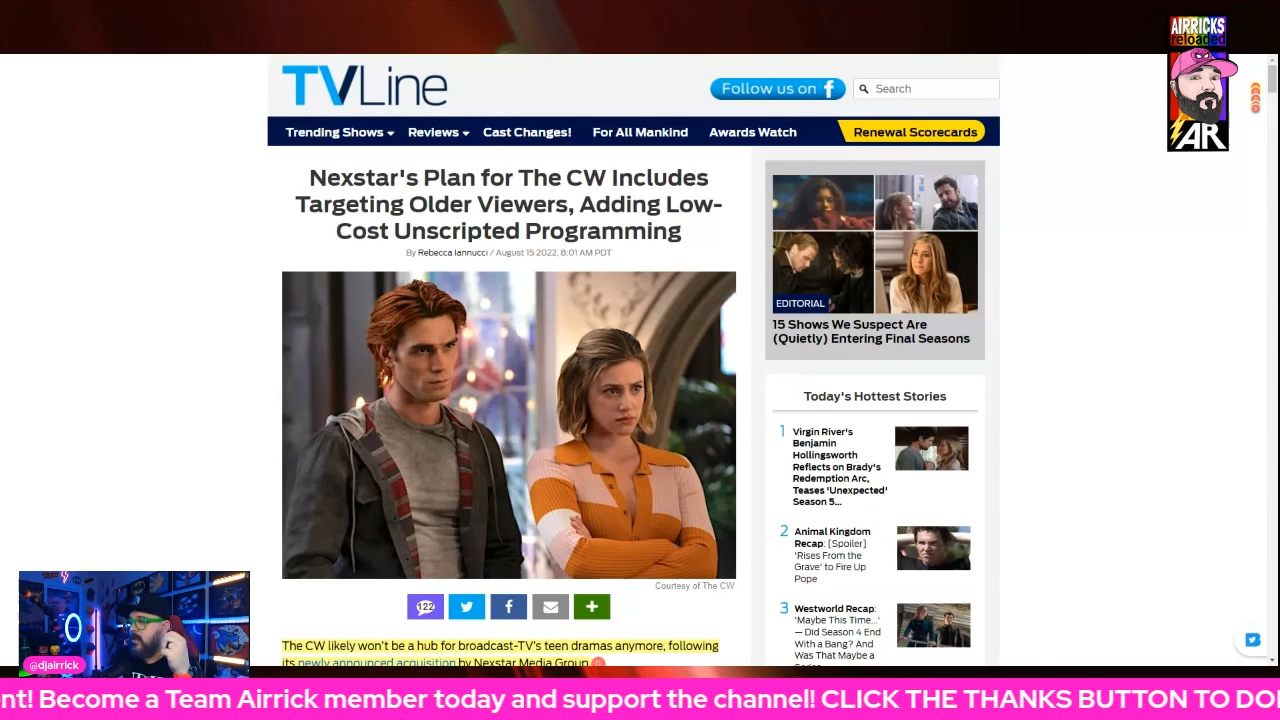 AIRRICKS
reloaded
AR
TVLine
Follow us on f
Search
Trending Shows
Reviews
Cast Changes!
For All Mankind
Awards Watch
Renewal Scorecards
Nexstar's Plan for The CW Includes
Targeting Older Viewers, Adding Low-
Cost Unscripted Programming
By Rebecca Iannucci / August 15 2022, 8:01 AM PDT
Courtesy of The CW
122
The CW likely won't be a hub for broadcast-TV's teen dramas anymore, following
its newly announced acquisition by Nexstar Media Group.
EDITORIAL
15 Shows We Suspect Are
(Quietly) Entering Final Seasons
Today's Hottest Stories
1 Virgin River's
Benjamin
Hollingsworth
Reflects on Brady's
Redemption Arc,
Teases 'Unexpected'
Season 5...
2 Animal Kingdom
Recap: [Spoiler]
'Rises From the
Grave' to Fire Up
Pope
3 Westworld Recap:
'Maybe This Time...'
— Did Season 4 End
With a Bang? And
Was That Maybe a
@djairrick
nt! Become a Team Airrick member today and support the channel! CLICK THE THANKS BUTTON TO DO